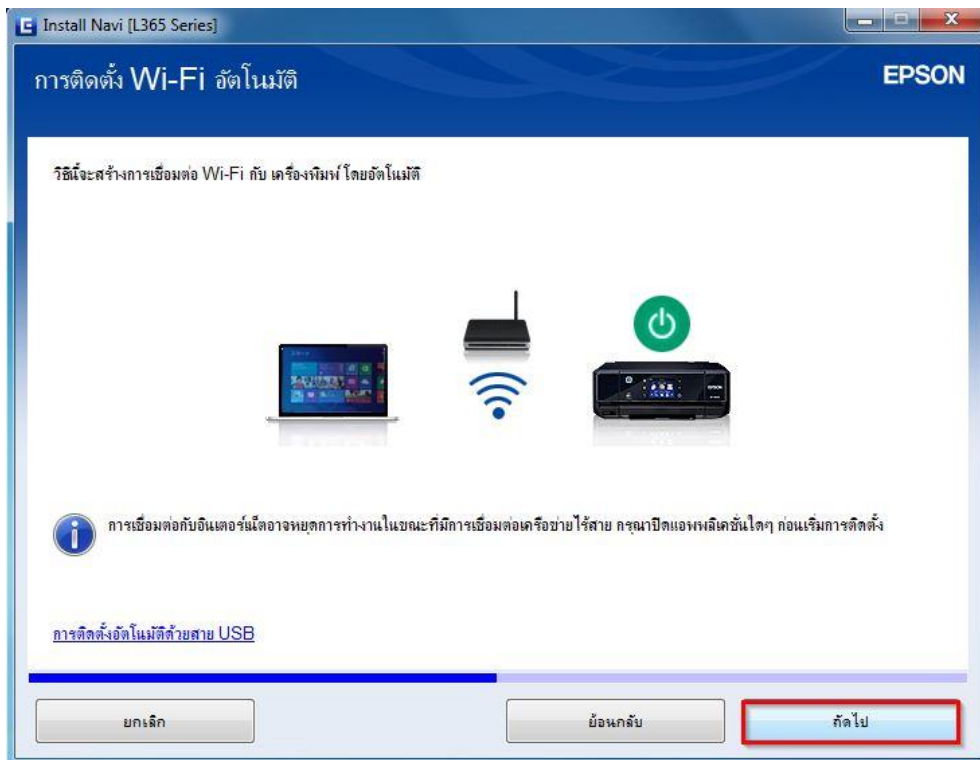 Install Navi [L365 Series]
การติดตั้ง Wi-Fi อัตโนมัติ
EPSON
วิธีนี้จะสร้างการเชื่อมต่อ Wi-Fi กับ เครื่องพิมพ์ โดยอัตโนมัติ
การเชื่อมต่อกับอินเตอร์เน็ตอาจหยุดการทำงานในขณะที่มีการเชื่อมต่อเครือข่ายไร้สาย กรุณาปิดแอพพลิเคชั่นใดๆ ก่อนเริ่มการติดตั้ง
การติดตั้งอัตโนมัติด้วยสาย USB
ยกเลิก
ย้อนกลับ
ถัดไป